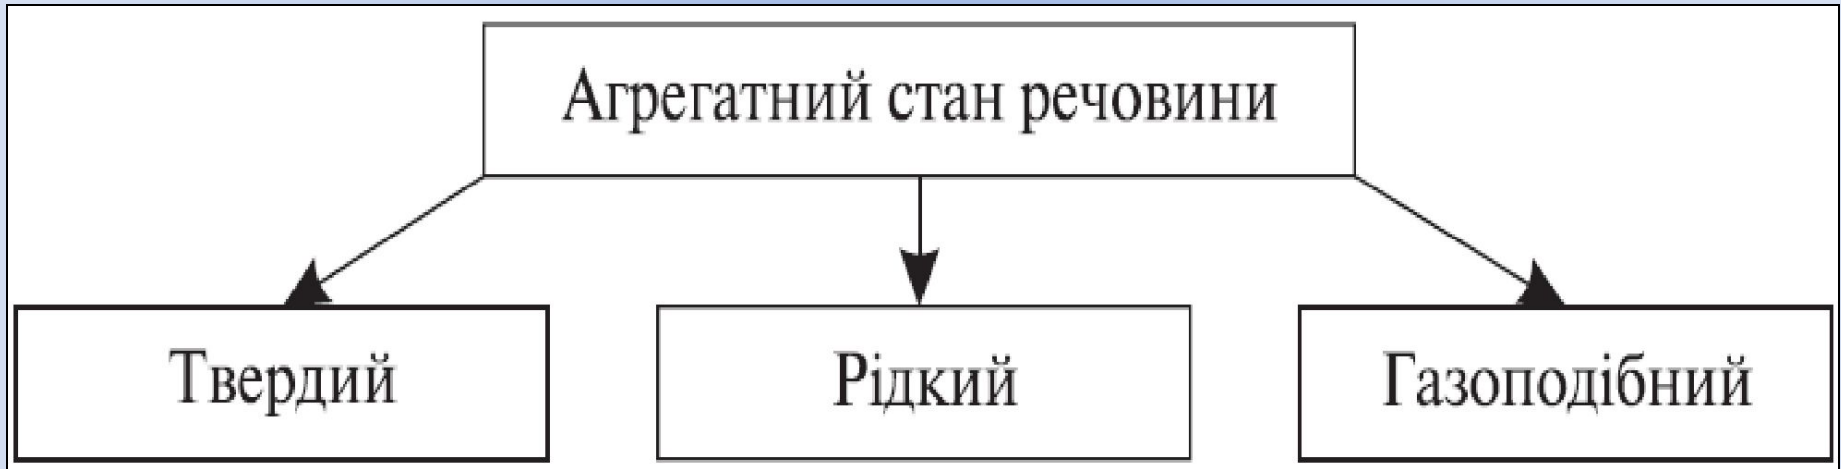 Агрегатний стан речовини
Твердий
Рідкий
Газоподібний